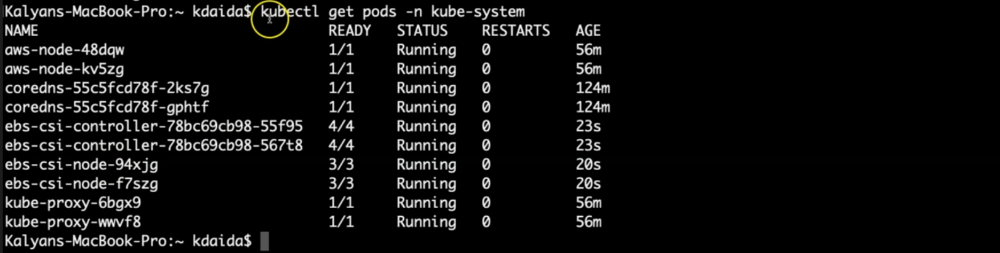 Kalyans-MacBook-Pro:~ kdaida$ kubectl get pods -n kube-system
NAME READY STATUS RESTARTS AGE
aws-node-48dqw 1/1 Running 0 56m
aws-node-kv5zg 1/1 Running 0 56m
coredns-55c5fcd78f-2ks7g 1/1 Running 0 124m
coredns-55c5fcd78f-gphtf 1/1 Running 0 124m
ebs-csi-controller-78bc69cb98-55f95 4/4 Running 0 23s
ebs-csi-controller-78bc69cb98-567t8 4/4 Running 0 23s
ebs-csi-node-94xjg 3/3 Running 0 20s
ebs-csi-node-f7szg 3/3 Running 0 20s
kube-proxy-6bgx9 1/1 Running 0 56m
kube-proxy-wwvf8 1/1 Running 0 56m
Kalyans-MacBook-Pro:~ kdaida$